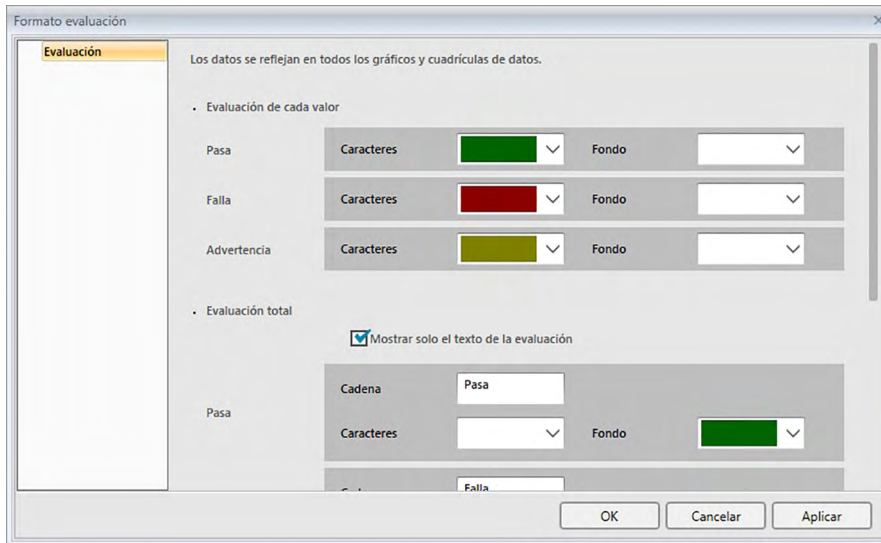 Formato evaluación
Evaluación
Los datos se reflejan en todos los gráficos y cuadrículas de datos.
• Evaluación de cada valor
Pasa Caracteres Fondo
Falla Caracteres Fondo
Advertencia Caracteres Fondo
• Evaluación total
Mostrar solo el texto de la evaluación
Cadena Pasa
Pasa
Caracteres Fondo
Falla
OK Cancelar Aplicar